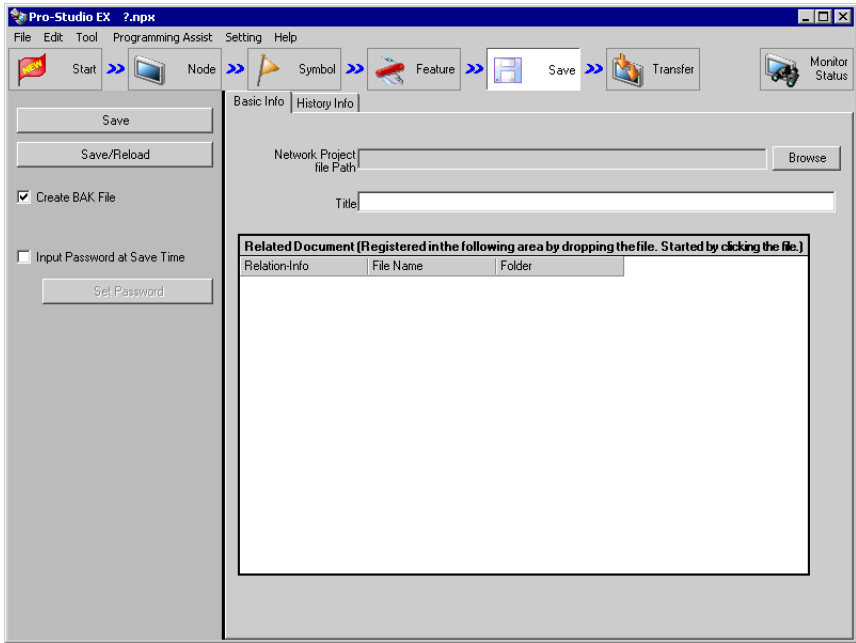 Pro-Studio EX ?.npx
File Edit Tool Programming Assist Setting Help
NEW Start Node Symbol Feature Save Transfer Monitor Status
Basic Info History Info
Save
Save/Reload
Create BAK File
Input Password at Save Time
Set Password
Network Project
file Path
Browse
Title
Related Document (Registered in the following area by dropping the file. Started by clicking the file.)
Relation-Info File Name Folder